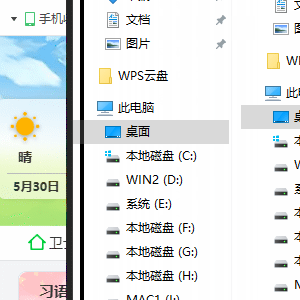 手机
晴
5月30日
卫
习语
文档
图片
WPS云盘
此电脑
桌面
本地磁盘 (C:)
WIN2 (D:)
系统 (E:)
本地磁盘 (F:)
本地磁盘 (G:)
本地磁盘 (H:)
MAC1 (I:)
图
W
此
本
W
系
本
本
本
M